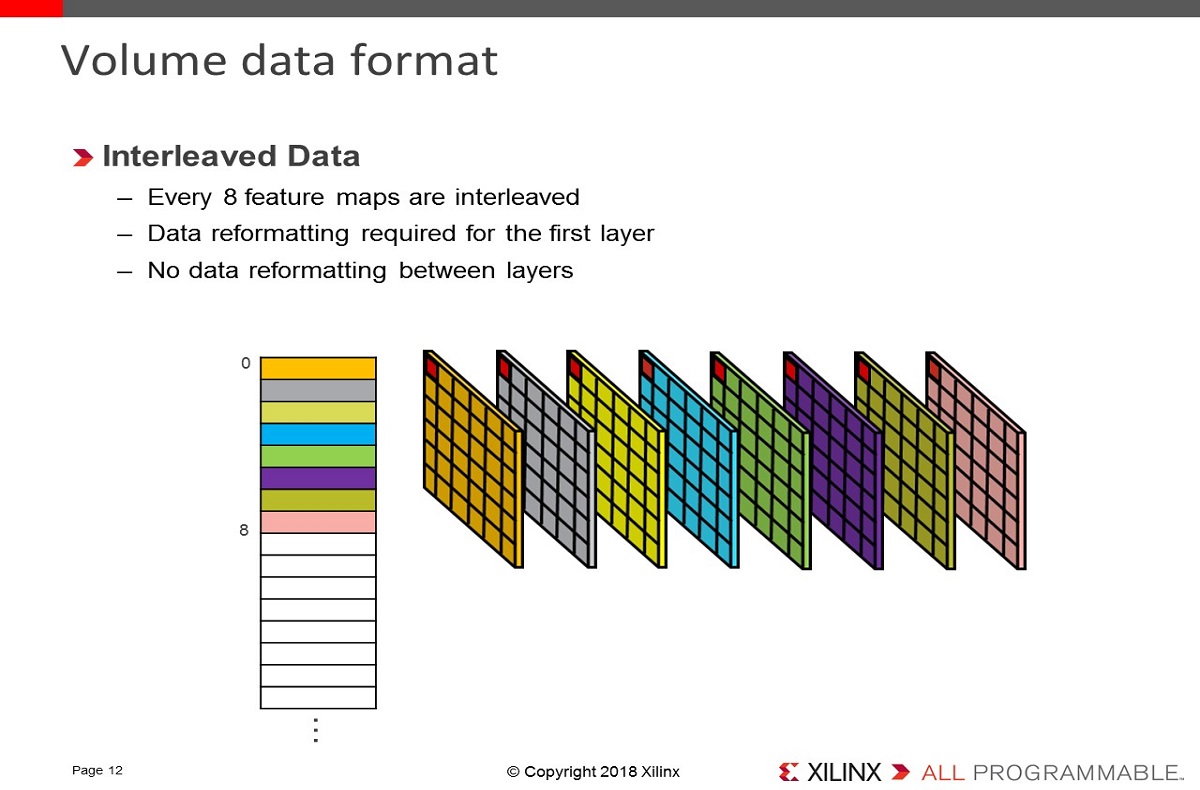 Volume data format
Interleaved Data
– Every 8 feature maps are interleaved
– Data reformatting required for the first layer
– No data reformatting between layers
0
8
⋮
Page 12
© Copyright 2018 Xilinx
XILINX ALL PROGRAMMABLE™